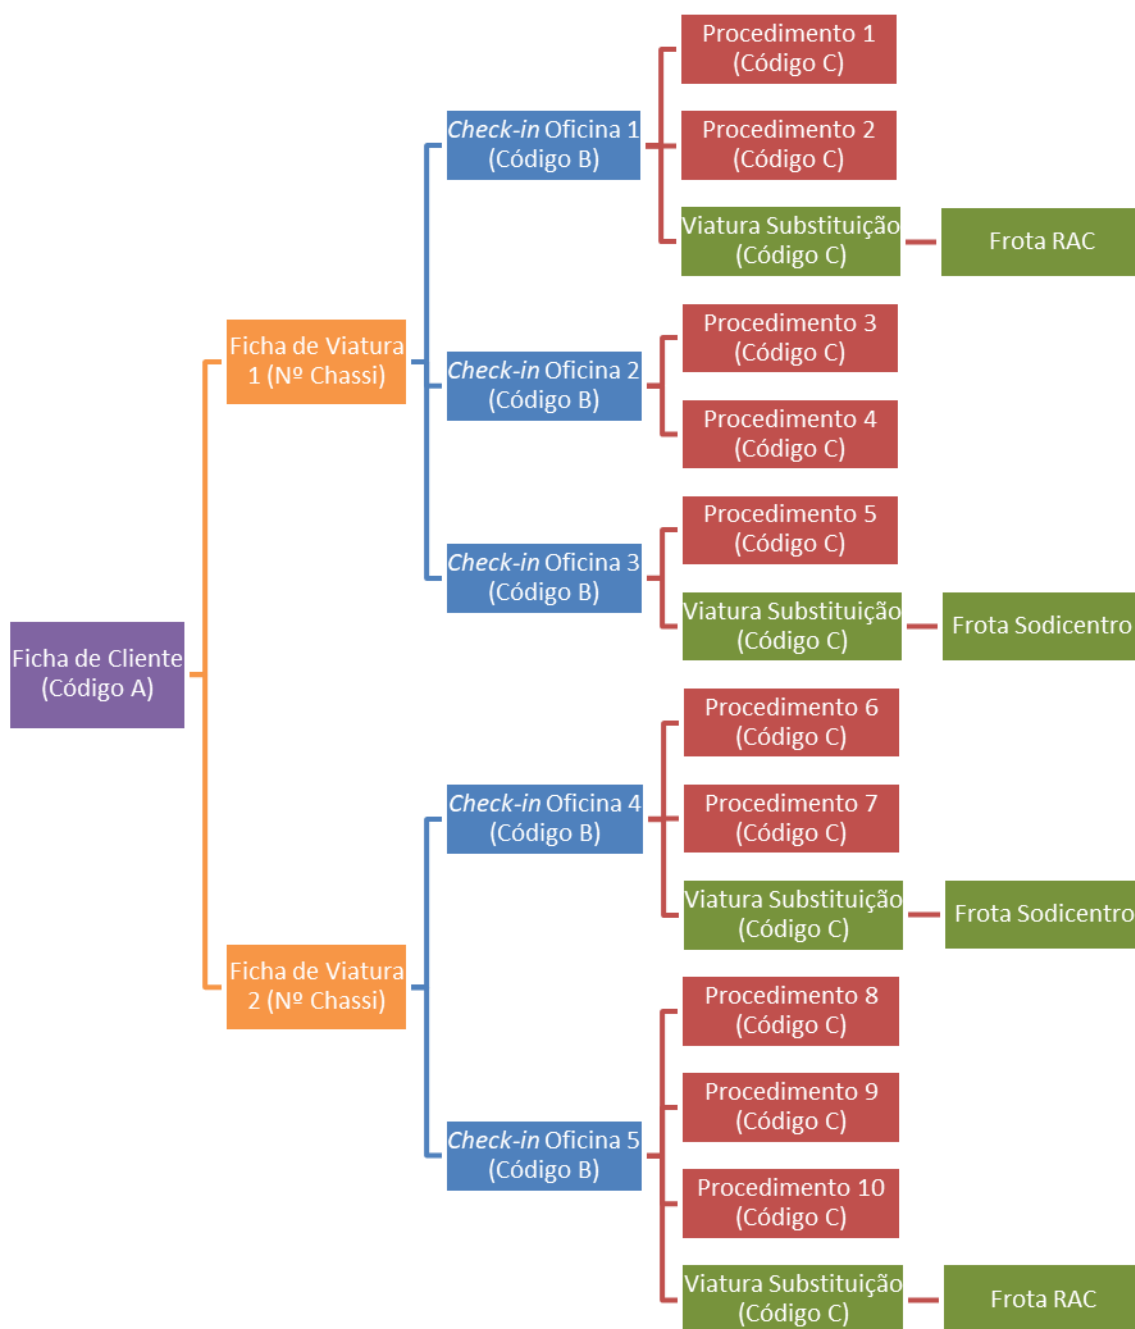 Procedimento 1
(Código C)
Check-in Oficina 1
(Código B)
Procedimento 2
(Código C)
Viatura Substituição
(Código C)
Frota RAC
Ficha de Viatura
1 (Nº Chassi)
Procedimento 3
(Código C)
Check-in Oficina 2
(Código B)
Procedimento 4
(Código C)
Procedimento 5
(Código C)
Check-in Oficina 3
(Código B)
Viatura Substituição
(Código C)
Frota Sodicentro
Ficha de Cliente
(Código A)
Procedimento 6
(Código C)
Check-in Oficina 4
(Código B)
Procedimento 7
(Código C)
Viatura Substituição
(Código C)
Frota Sodicentro
Ficha de Viatura
2 (Nº Chassi)
Procedimento 8
(Código C)
Procedimento 9
(Código C)
Check-in Oficina 5
(Código B)
Procedimento 10
(Código C)
Viatura Substituição
(Código C)
Frota RAC